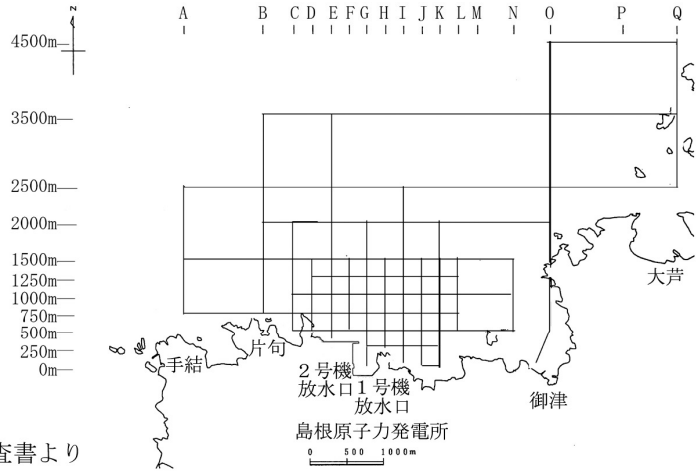 A B C D E F G H I J K L M N O P Q
N
4500m
3500m
2500m
2000m
1500m
1250m
1000m
750m
500m
250m
0m
大芦
片句
手結
2号機
放水口
1号機
放水口
御津
島根原子力発電所
0 500 1000m
査書より